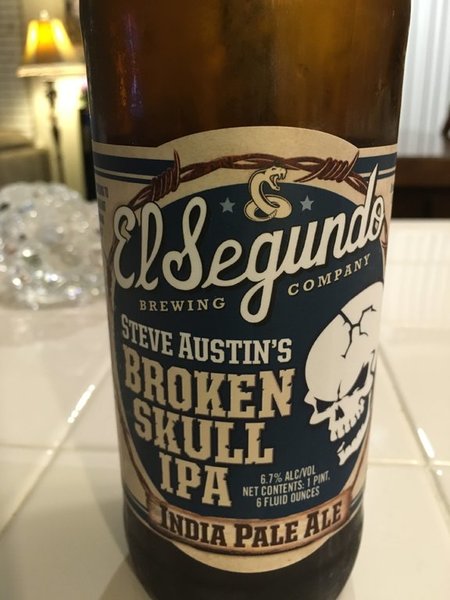 El Segundo
BREWING COMPANY
STEVE AUSTIN'S
BROKEN
SKULL
IPA
6.7% ALC/VOL
NET CONTENTS: 1 PINT,
6 FLUID OUNCES
INDIA PALE ALE